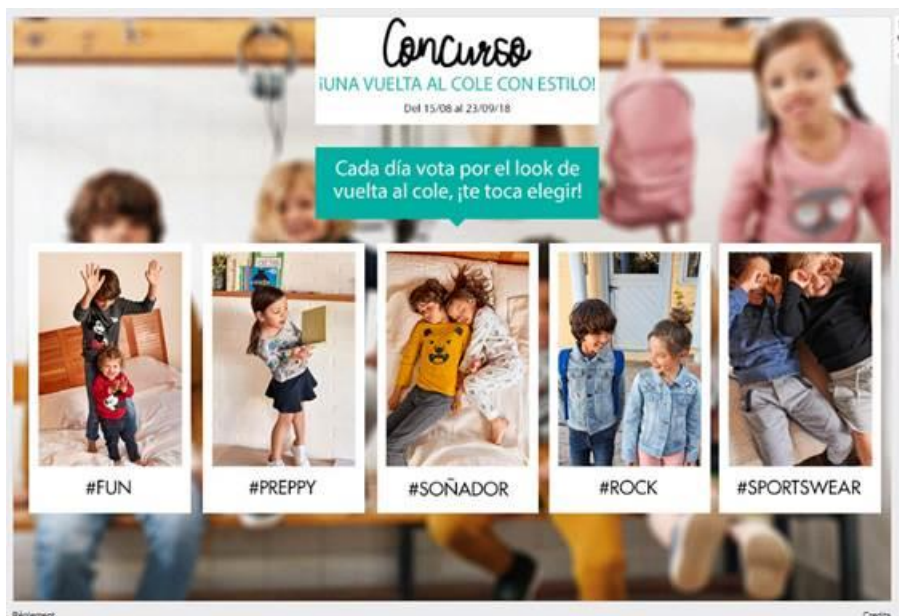 Concurso
¡UNA VUELTA AL COLE CON ESTILO!
Del 15/08 al 23/09/18
Cada día vota por el look de
vuelta al cole, ¡te toca elegir!
#FUN
#PREPPY
#SOÑADOR
#ROCK
#SPORTSWEAR
Règlement
Credits